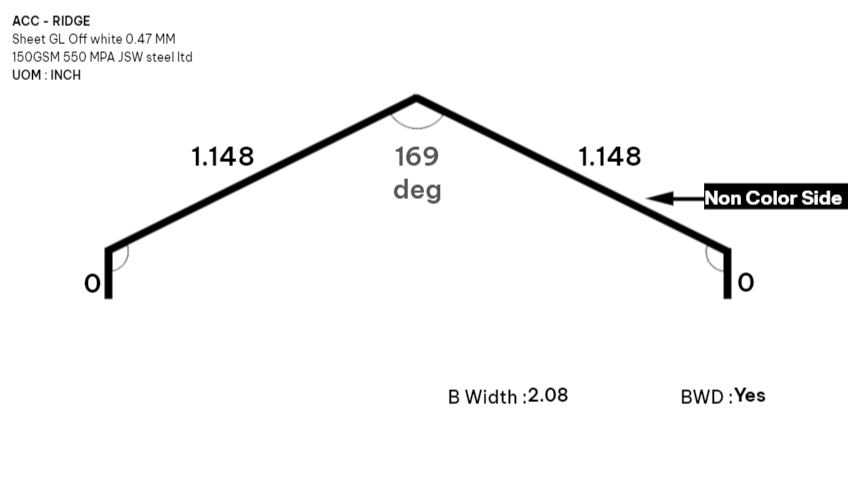 ACC - RIDGE
Sheet GL Off white 0.47 MM
150GSM 550 MPA JSW steel ltd
UOM : INCH
1.148
169
deg
1.148
Non Color Side
0
0
B Width :2.08
BWD :Yes